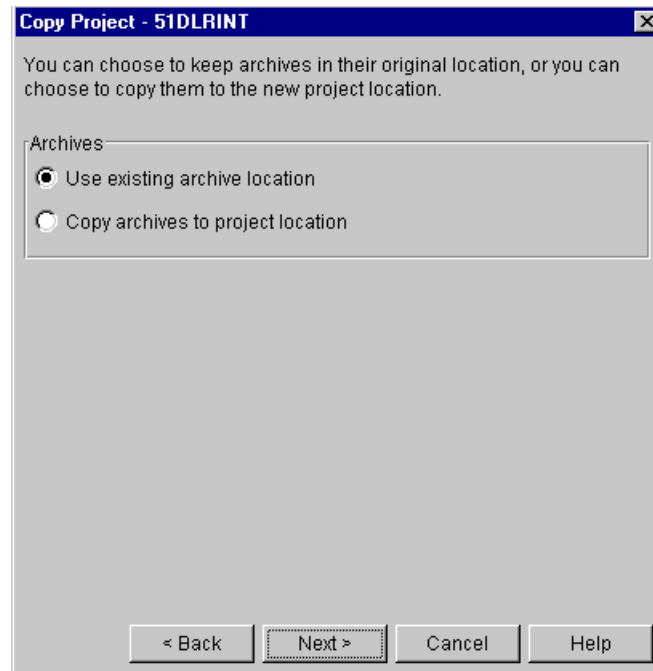 Copy Project - 51DLRINT
You can choose to keep archives in their original location, or you can
choose to copy them to the new project location.
Archives
Use existing archive location
Copy archives to project location
< Back
Next >
Cancel
Help